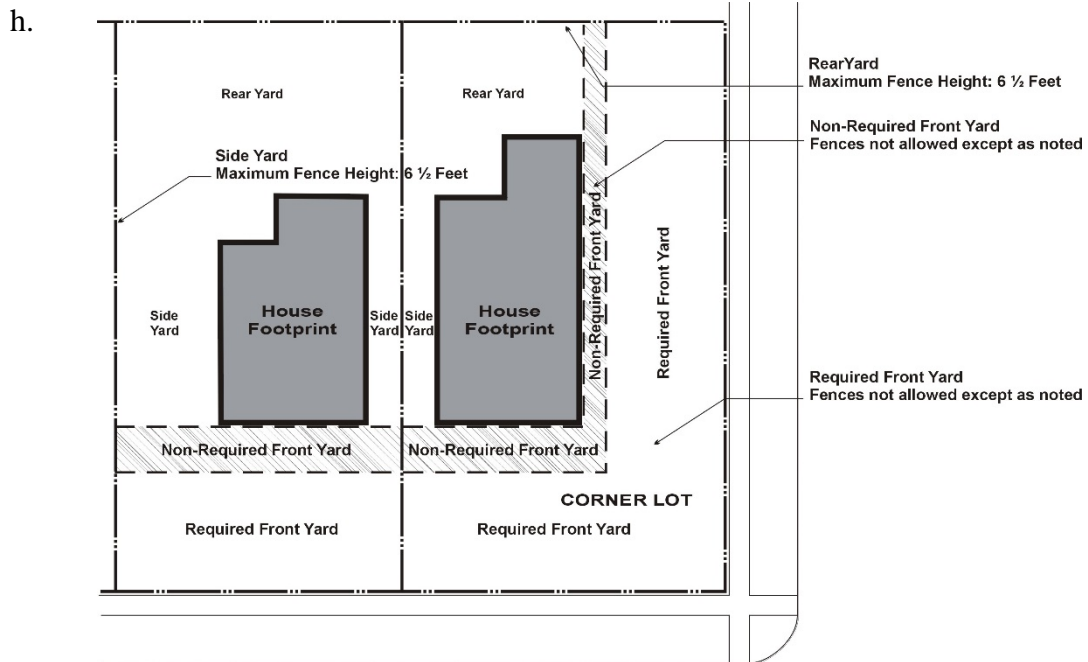 h.
RearYard
Maximum Fence Height: 6 ½ Feet
Rear Yard
Rear Yard
Non-Required Front Yard
Fences not allowed except as noted
Side Yard
Maximum Fence Height: 6 ½ Feet
Non-Required Front Yard
Required Front Yard
House
Footprint
House
Footprint
Side
Yard
Side
Yard
Side
Yard
Required Front Yard
Fences not allowed except as noted
Non-Required Front Yard
Non-Required Front Yard
CORNER LOT
Required Front Yard
Required Front Yard